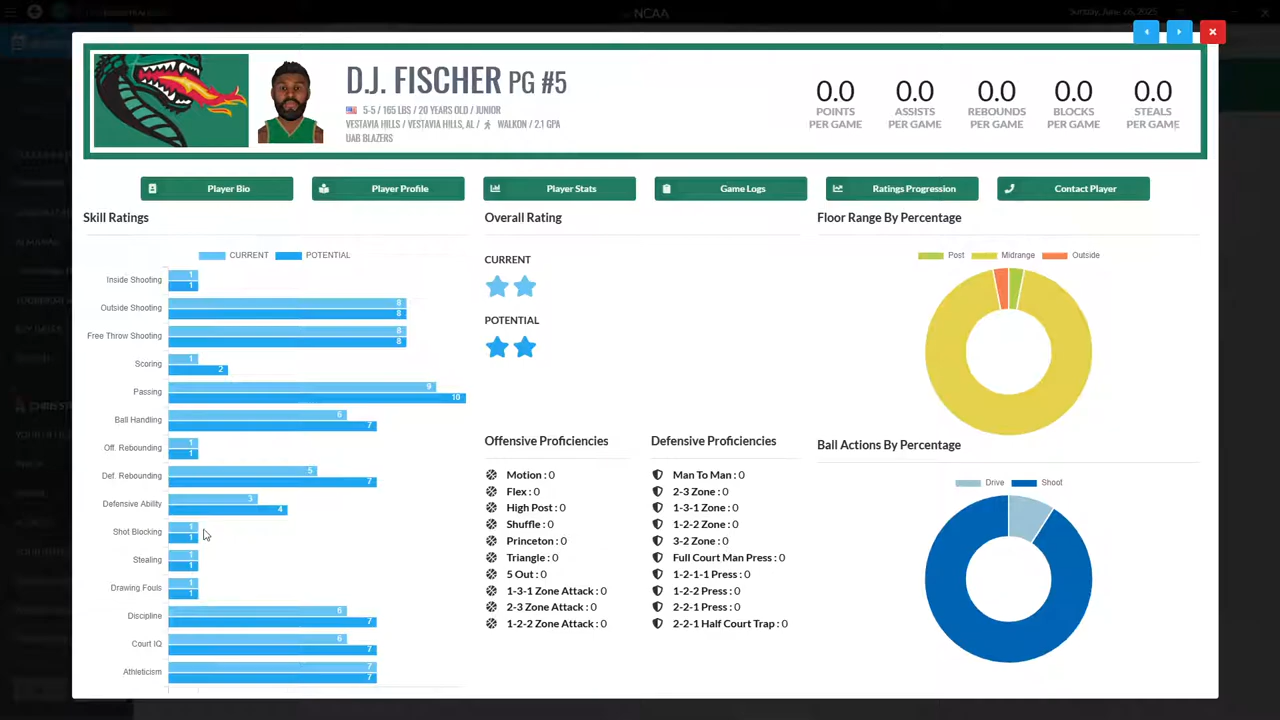 NCAA
Sunday, June 26, 2025
D.J. FISCHER PG #5
5-5 / 165 LBS / 20 YEARS OLD / JUNIOR
VESTAVIA HILLS / VESTAVIA HILLS, AL / WALKON / 2.1 GPA
UAB BLAZERS
0.0 0.0 0.0 0.0 0.0
POINTS ASSISTS REBOUNDS BLOCKS STEALS
PER GAME PER GAME PER GAME PER GAME PER GAME
Player Bio Player Profile Player Stats Game Logs Ratings Progression Contact Player
Skill Ratings
CURRENT POTENTIAL
Inside Shooting 1
1
Outside Shooting 8
8
Free Throw Shooting 8
8
Scoring 1
2
Passing 9
10
Ball Handling 6
7
Off. Rebounding 1
1
Def. Rebounding 5
7
Defensive Ability 3
4
Shot Blocking 1
1
Stealing 1
1
Drawing Fouls 1
1
Discipline 6
7
Court IQ 6
7
Athleticism 7
7
Overall Rating
CURRENT
POTENTIAL
Offensive Proficiencies
Motion : 0
Flex : 0
High Post : 0
Shuffle : 0
Princeton : 0
Triangle : 0
5 Out : 0
1-3-1 Zone Attack : 0
2-3 Zone Attack : 0
1-2-2 Zone Attack : 0
Defensive Proficiencies
Man To Man : 0
2-3 Zone : 0
1-3-1 Zone : 0
1-2-2 Zone : 0
3-2 Zone : 0
Full Court Man Press : 0
1-2-1-1 Press : 0
1-2-2 Press : 0
2-2-1 Press : 0
2-2-1 Half Court Trap : 0
Floor Range By Percentage
Post Midrange Outside
Ball Actions By Percentage
Drive Shoot